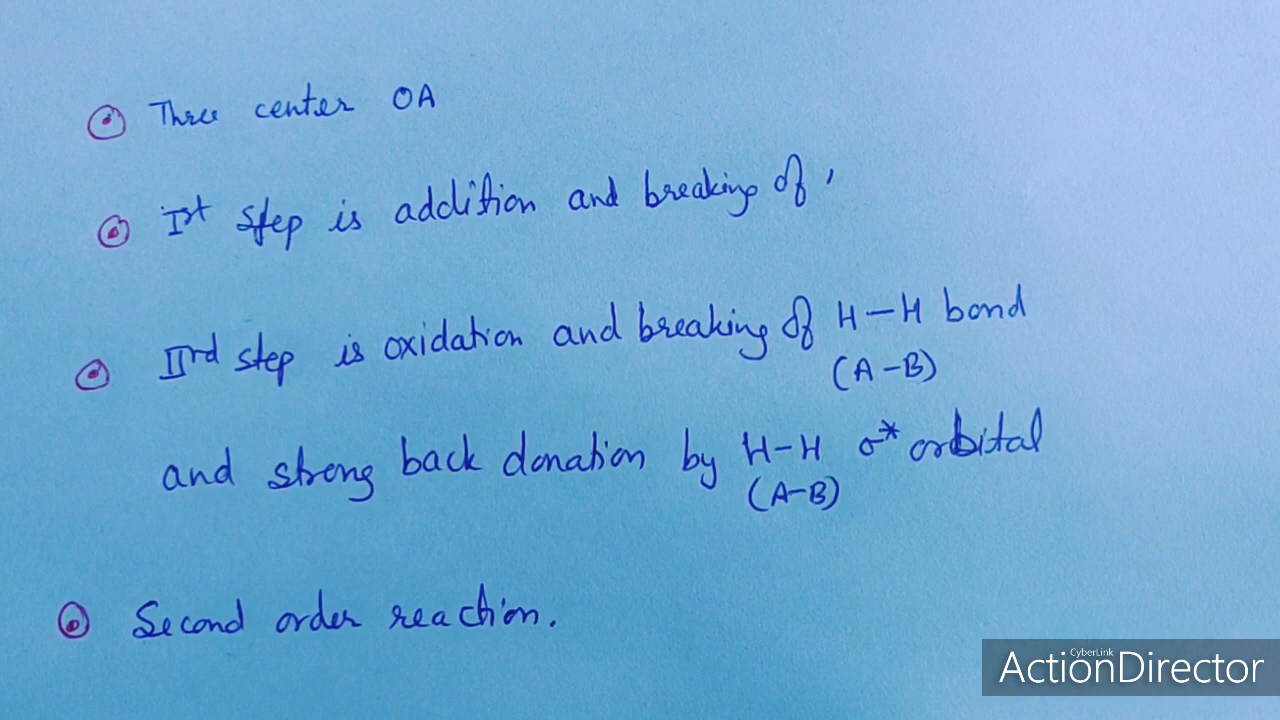 Three center OA
Ist step is addition and breaking of ,
IIrd step is oxidation and breaking of H-H bond
(A-B)
and strong back donation by H-H σ* orbital
(A-B)
Second order reaction.
CyberLink
ActionDirector